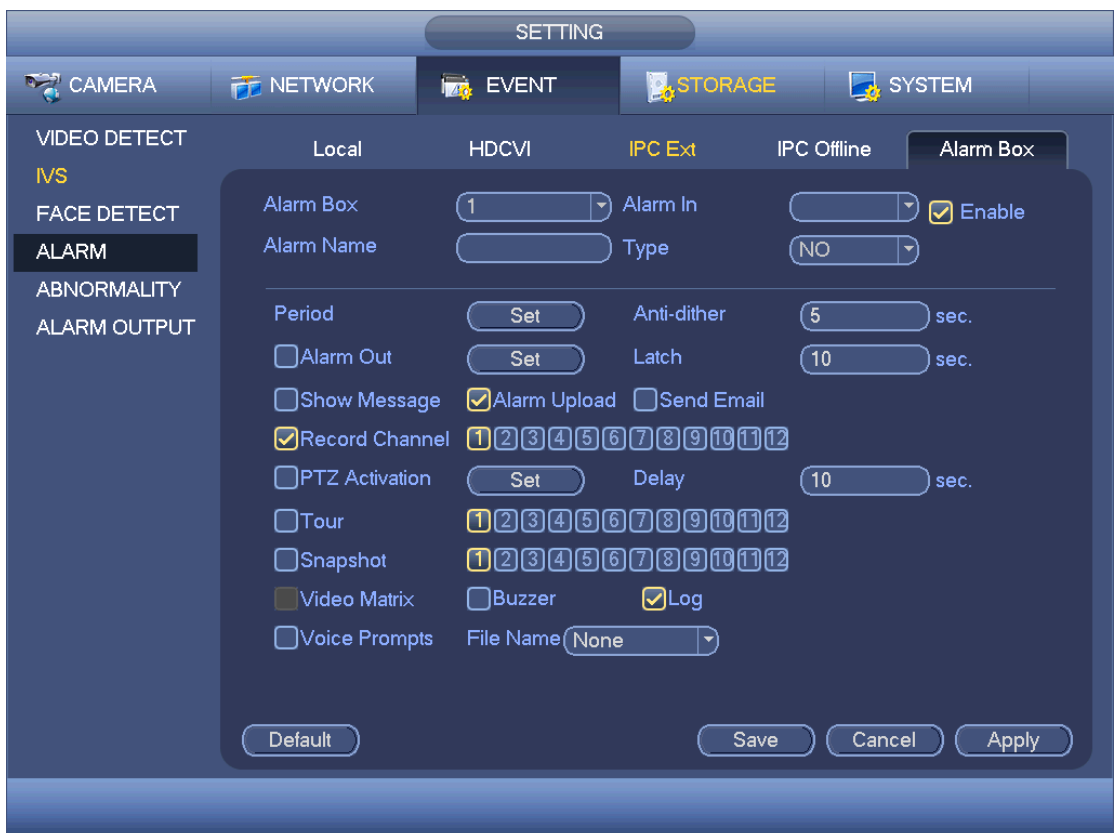 SETTING
CAMERA NETWORK EVENT STORAGE SYSTEM
VIDEO DETECT
IVS
FACE DETECT
ALARM
ABNORMALITY
ALARM OUTPUT
Local HDCVI IPC Ext IPC Offline Alarm Box
Alarm Box 1 Alarm In Enable
Alarm Name Type NO
Period Set Anti-dither 5 sec.
Alarm Out Set Latch 10 sec.
Show Message Alarm Upload Send Email
Record Channel 1 2 3 4 5 6 7 8 9 10 11 12
PTZ Activation Set Delay 10 sec.
Tour 1 2 3 4 5 6 7 8 9 10 11 12
Snapshot 1 2 3 4 5 6 7 8 9 10 11 12
Video Matrix Buzzer Log
Voice Prompts File Name None
Default Save Cancel Apply